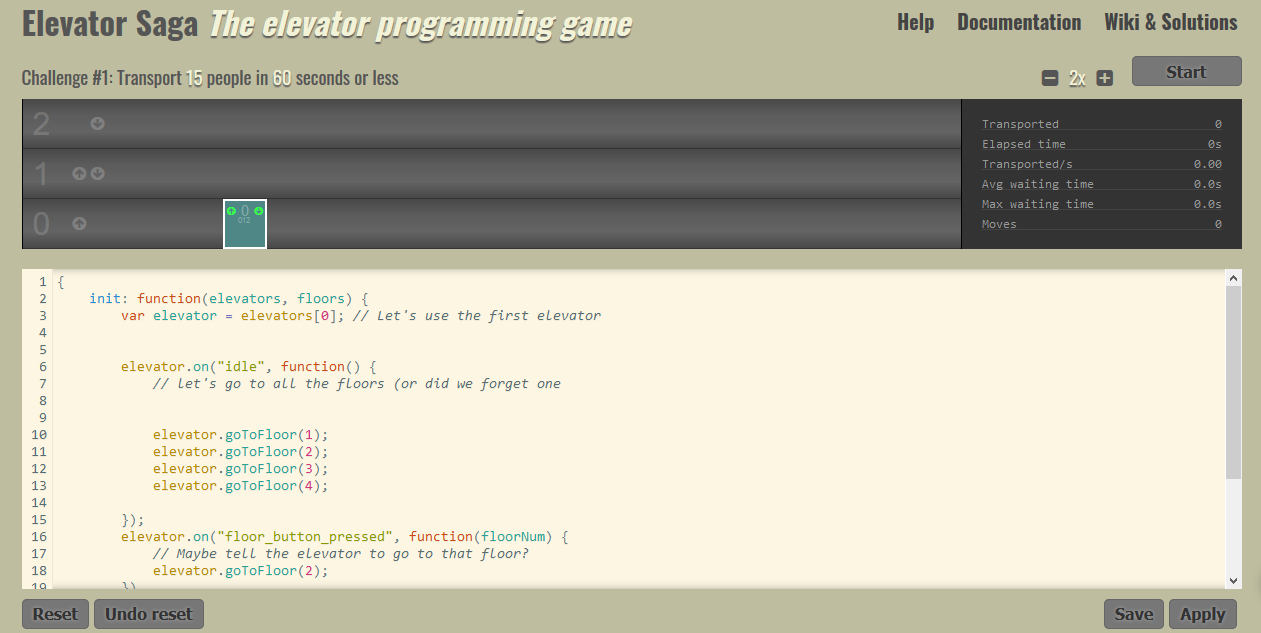 Elevator Saga The elevator programming game
Help Documentation Wiki & Solutions
Challenge #1: Transport 15 people in 60 seconds or less
2x
Start
2
1
0
0
012
Transported 0
Elapsed time 0s
Transported/s 0.00
Avg waiting time 0.0s
Max waiting time 0.0s
Moves 0
1 {
2 init: function(elevators, floors) {
3 var elevator = elevators[0]; // Let's use the first elevator
4
5
6 elevator.on("idle", function() {
7 // let's go to all the floors (or did we forget one
8
9
10 elevator.goToFloor(1);
11 elevator.goToFloor(2);
12 elevator.goToFloor(3);
13 elevator.goToFloor(4);
14
15 });
16 elevator.on("floor_button_pressed", function(floorNum) {
17 // Maybe tell the elevator to go to that floor?
18 elevator.goToFloor(2);
19 })
Reset Undo reset Save Apply